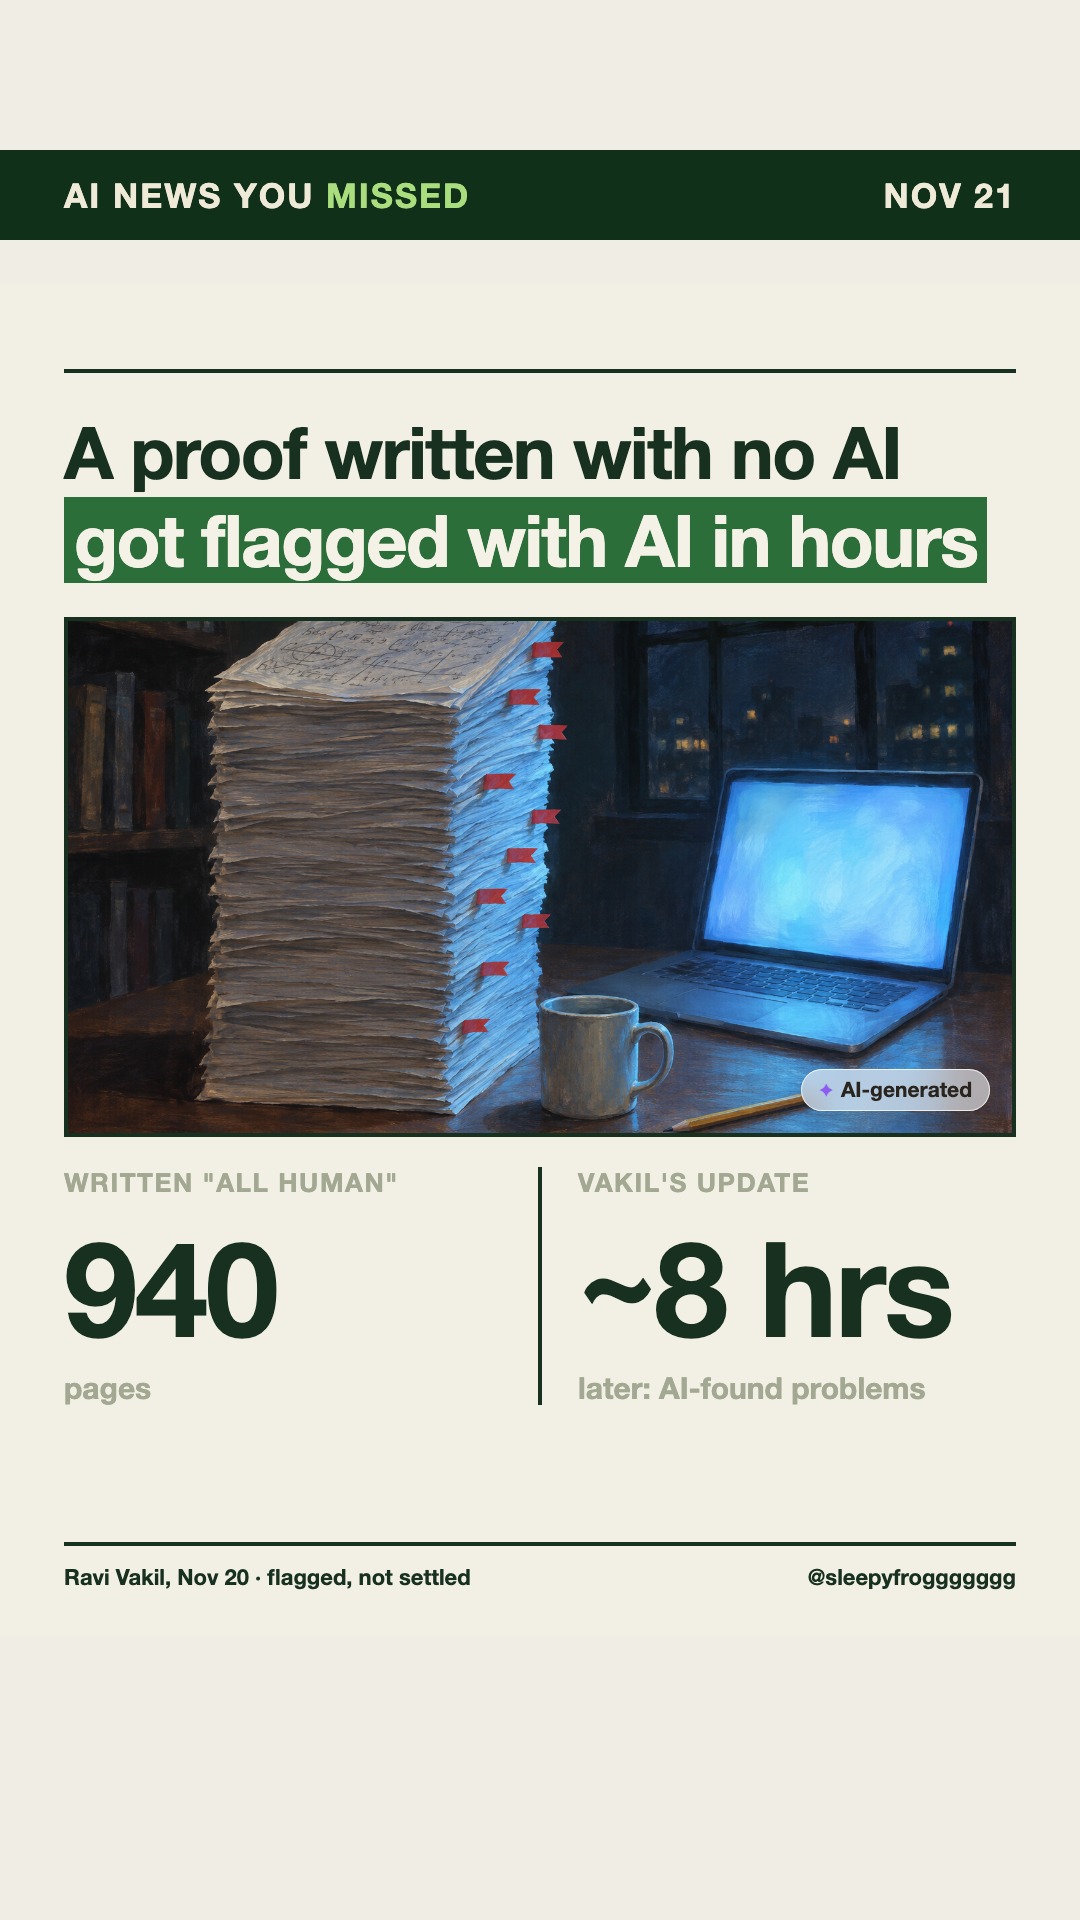 AI NEWS YOU MISSED
NOV 21
A proof written with no AI
got flagged with AI in hours
AI-generated
WRITTEN "ALL HUMAN"
940
pages
VAKIL'S UPDATE
~8 hrs
later: AI-found problems
Ravi Vakil, Nov 20 · flagged, not settled
@sleepyfrogggggg